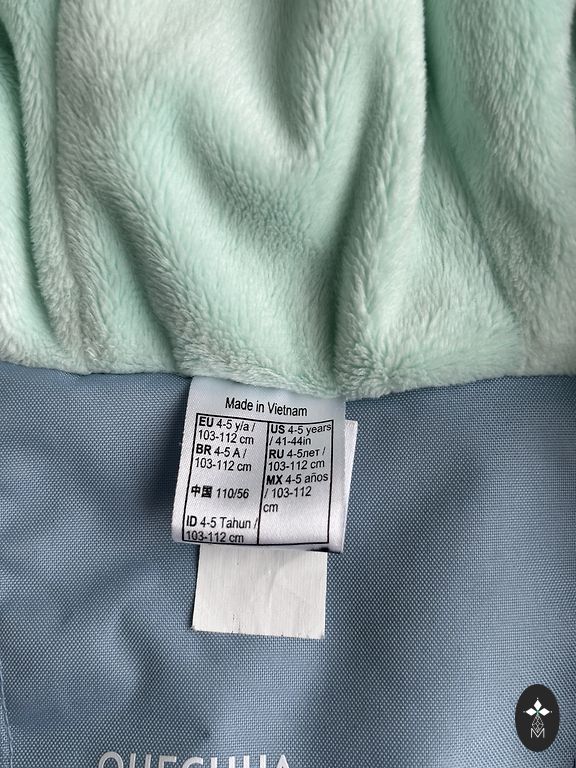 Made in Vietnam
EU 4-5 y/a /
103-112 cm
BR 4-5 A /
103-112 cm
中国 110/56
ID 4-5 Tahun /
103-112 cm
US 4-5 years
/ 41-44in
RU 4-5лет /
103-112 cm
MX 4-5 años
/ 103-112
cm
QUECHUA
M